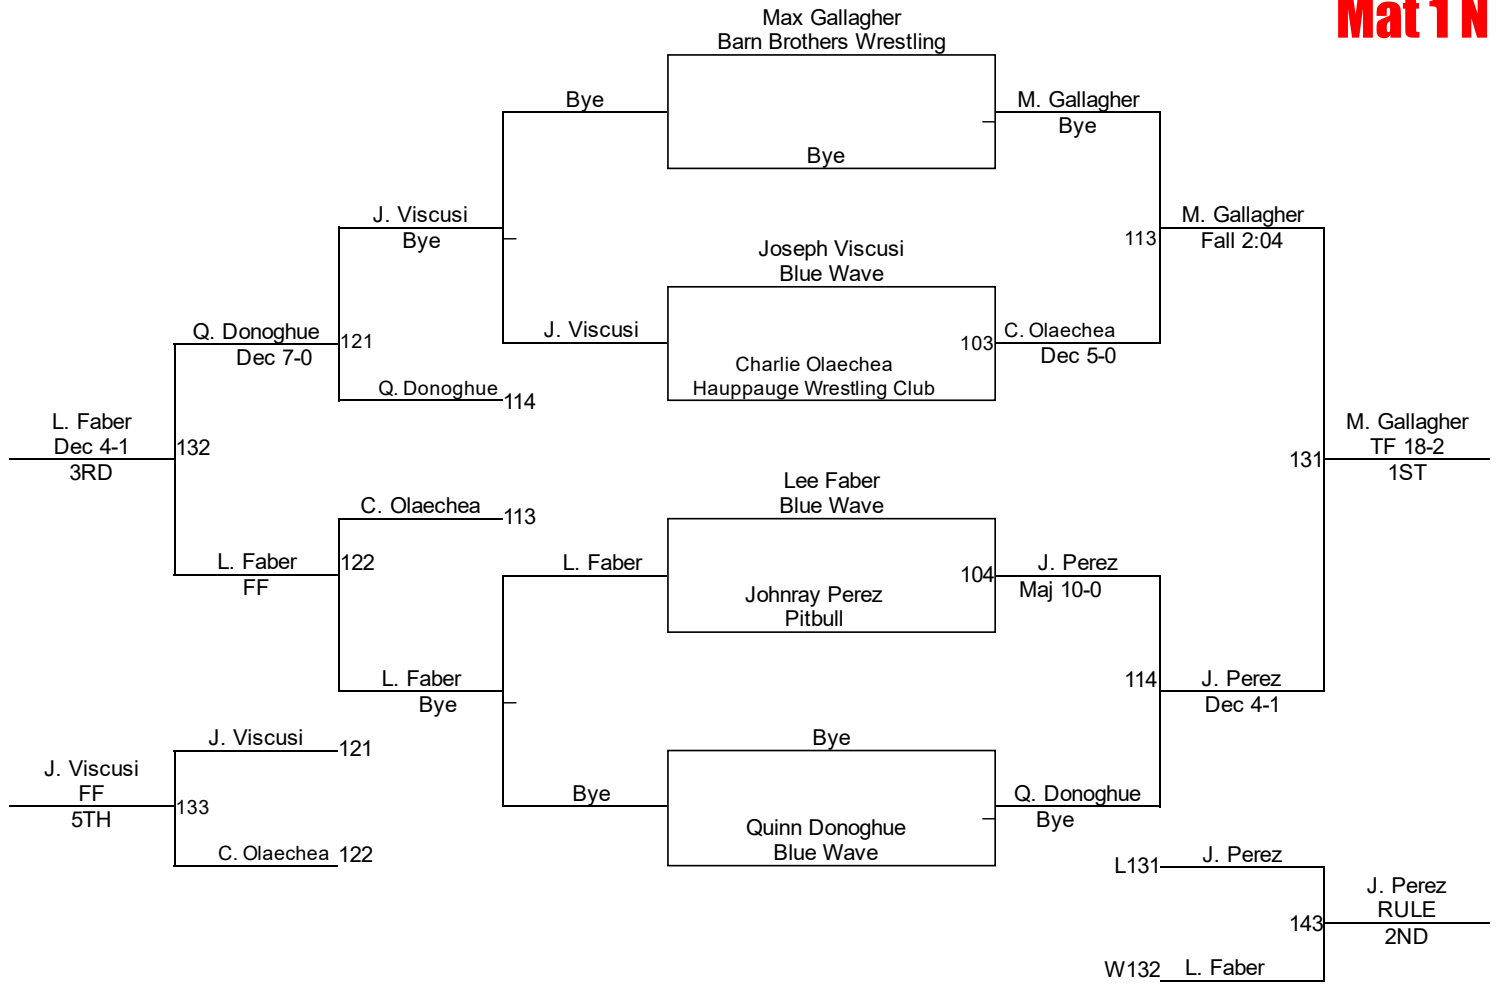 Mat 1 N
Max Gallagher
Barn Brothers Wrestling
Bye
M. Gallagher
Bye
Bye
J. Viscusi
Bye
M. Gallagher
Fall 2:04
113
Joseph Viscusi
Blue Wave
Q. Donoghue
Dec 7-0
121
J. Viscusi
103
C. Olaechea
Dec 5-0
Charlie Olaechea
Hauppauge Wrestling Club
Q. Donoghue
114
L. Faber
Dec 4-1
3RD
132
M. Gallagher
TF 18-2
1ST
131
Lee Faber
Blue Wave
C. Olaechea
113
L. Faber
FF
122
L. Faber
104
J. Perez
Maj 10-0
Johnray Perez
Pitbull
L. Faber
Bye
114
J. Perez
Dec 4-1
J. Viscusi
121
Bye
J. Viscusi
FF
5TH
133
Bye
Q. Donoghue
Bye
Quinn Donoghue
Blue Wave
C. Olaechea
122
L131
J. Perez
J. Perez
RULE
2ND
143
W132
L. Faber